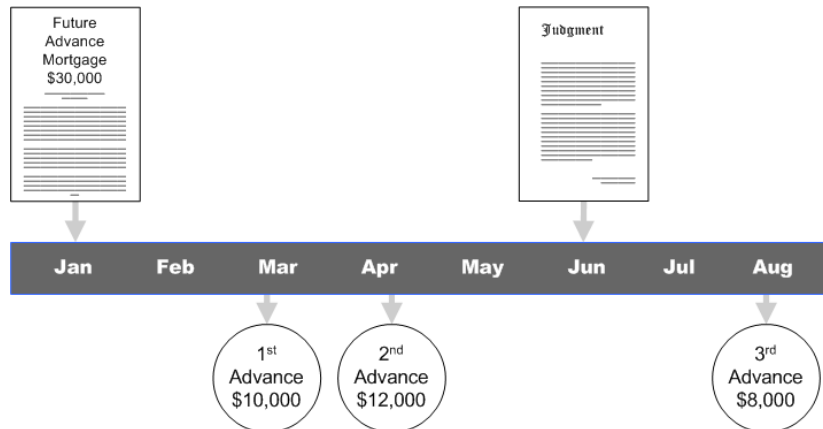 Future
Advance
Mortgage
$30,000
Judgment
Jan Feb Mar Apr May Jun Jul Aug
1st
Advance
$10,000
2nd
Advance
$12,000
3rd
Advance
$8,000